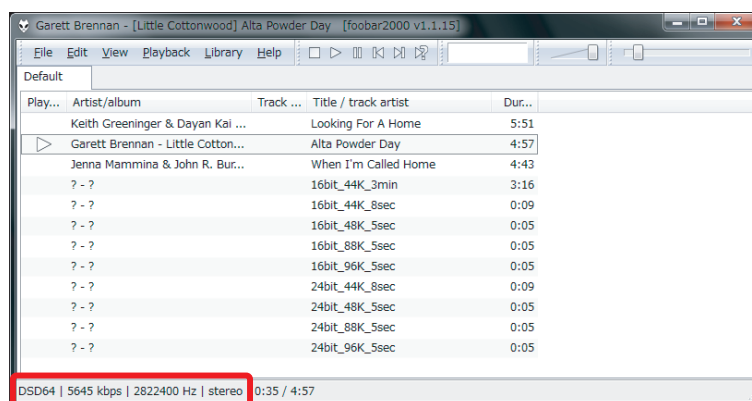 Garett Brennan - [Little Cottonwood] Alta Powder Day [foobar2000 v1.1.15]
File Edit View Playback Library Help
Default
Play... Artist/album Track ... Title / track artist Dur...
Keith Greeninger & Dayan Kai ... Looking For A Home 5:51
Garett Brennan - Little Cotton... Alta Powder Day 4:57
Jenna Mammina & John R. Bur... When I'm Called Home 4:43
? - ? 16bit_44K_3min 3:16
? - ? 16bit_44K_8sec 0:09
? - ? 16bit_48K_5sec 0:05
? - ? 16bit_88K_5sec 0:05
? - ? 16bit_96K_5sec 0:05
? - ? 24bit_44K_8sec 0:09
? - ? 24bit_48K_5sec 0:05
? - ? 24bit_88K_5sec 0:05
? - ? 24bit_96K_5sec 0:05
DSD64 | 5645 kbps | 2822400 Hz | stereo | 0:35 / 4:57